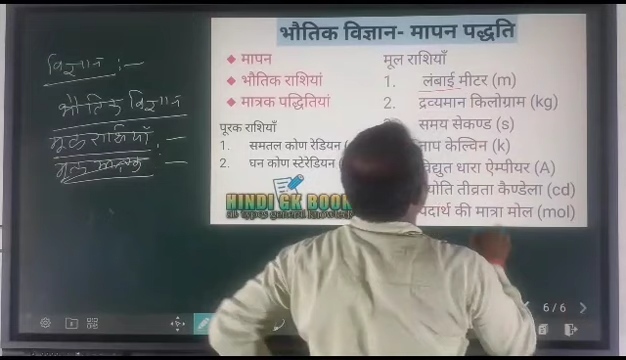 भौतिक विज्ञान- मापन पद्धति
विज्ञान :-
भौतिक विज्ञान
मूल राशियाँ :-
मूल मात्रक :-
◆ मापन
◆ भौतिक राशियां
◆ मात्रक पद्धितियां
पूरक राशियाँ
1. समतल कोण रेडियन
2. घन कोण स्टेरेडियन
HINDI GK BOOK
मूल राशियाँ
1. लंबाई मीटर (m)
2. द्रव्यमान किलोग्राम (kg)
समय सेकण्ड (s)
ताप केल्विन (k)
विद्युत धारा ऐम्पीयर (A)
ज्योति तीव्रता कैण्डेला (cd)
पदार्थ की मात्रा मोल (mol)
6/6